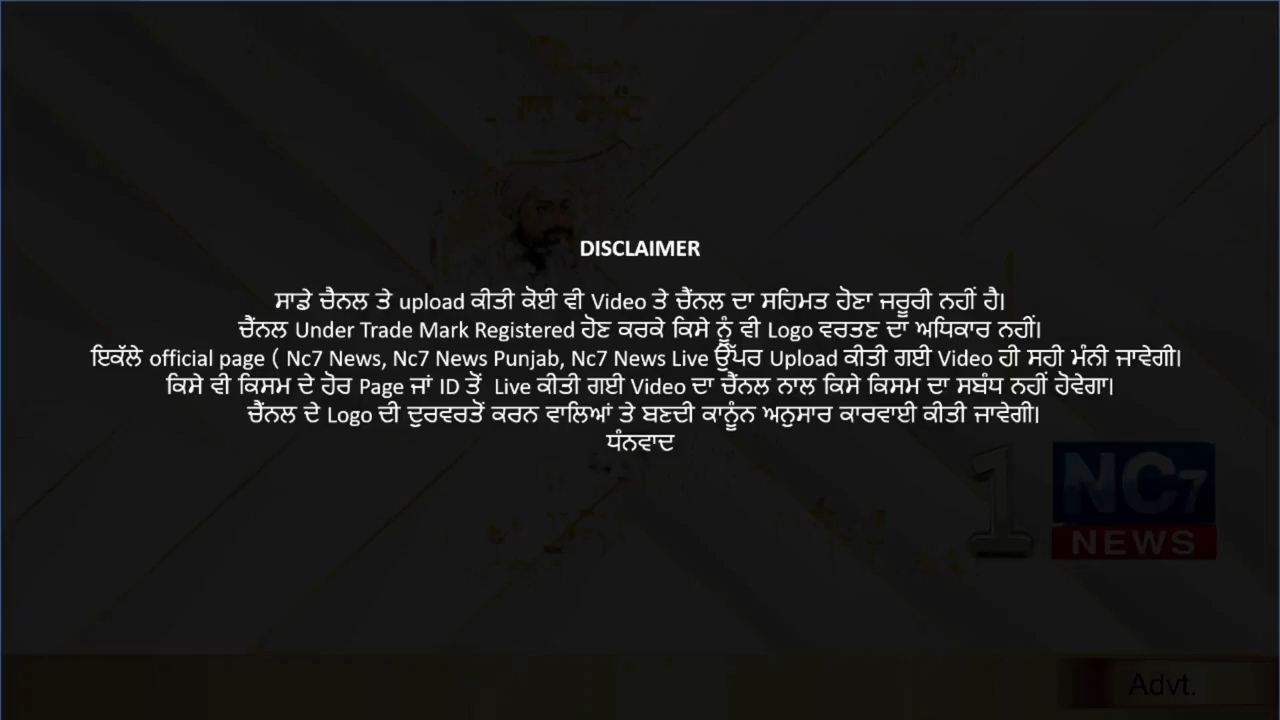 DISCLAIMER
ਸਾਡੇ ਚੈਨਲ ਤੇ upload ਕੀਤੀ ਕੋਈ ਵੀ Video ਤੇ ਚੈਂਨਲ ਦਾ ਸਹਿਮਤ ਹੋਣਾ ਜਰੂਰੀ ਨਹੀਂ ਹੈ।
ਚੈਂਨਲ Under Trade Mark Registered ਹੋਣ ਕਰਕੇ ਕਿਸੇ ਨੂੰ ਵੀ Logo ਵਰਤਣ ਦਾ ਅਧਿਕਾਰ ਨਹੀਂ।
ਇਕੱਲੇ official page ( Nc7 News, Nc7 News Punjab, Nc7 News Live ਉੱਪਰ Upload ਕੀਤੀ ਗਈ Video ਹੀ ਸਹੀ ਮੰਨੀ ਜਾਵੇਗੀ।
ਕਿਸੇ ਵੀ ਕਿਸਮ ਦੇ ਹੋਰ Page ਜਾਂ ID ਤੋਂ Live ਕੀਤੀ ਗਈ Video ਦਾ ਚੈਂਨਲ ਨਾਲ ਕਿਸੇ ਕਿਸਮ ਦਾ ਸਬੰਧ ਨਹੀਂ ਹੋਵੇਗਾ।
ਚੈਂਨਲ ਦੇ Logo ਦੀ ਦੁਰਵਰਤੋਂ ਕਰਨ ਵਾਲਿਆਂ ਤੇ ਬਣਦੀ ਕਾਨੂੰਨ ਅਨੁਸਾਰ ਕਾਰਵਾਈ ਕੀਤੀ ਜਾਵੇਗੀ।
ਧੰਨਵਾਦ
1 NC7
NEWS
Advt.